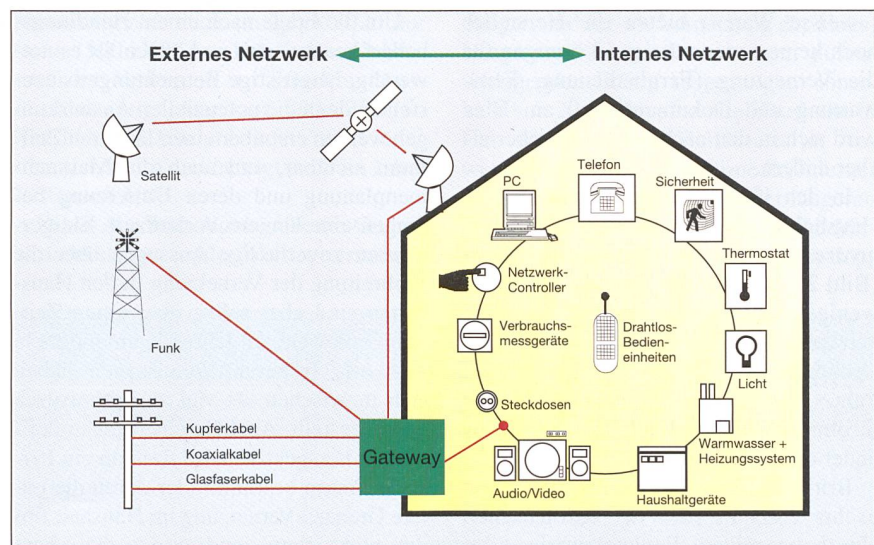 Externes Netzwerk
Internes Netzwerk
Satellit
Funk
Kupferkabel
Koaxialkabel
Glasfaserkabel
Gateway
PC
Telefon
Sicherheit
Thermostat
Netzwerk-
Controller
Verbrauchs-
messgeräte
Drahtlos-
Bedien-
einheiten
Licht
Steckdosen
Warmwasser +
Heizungssystem
Audio/Video
Haushaltgeräte